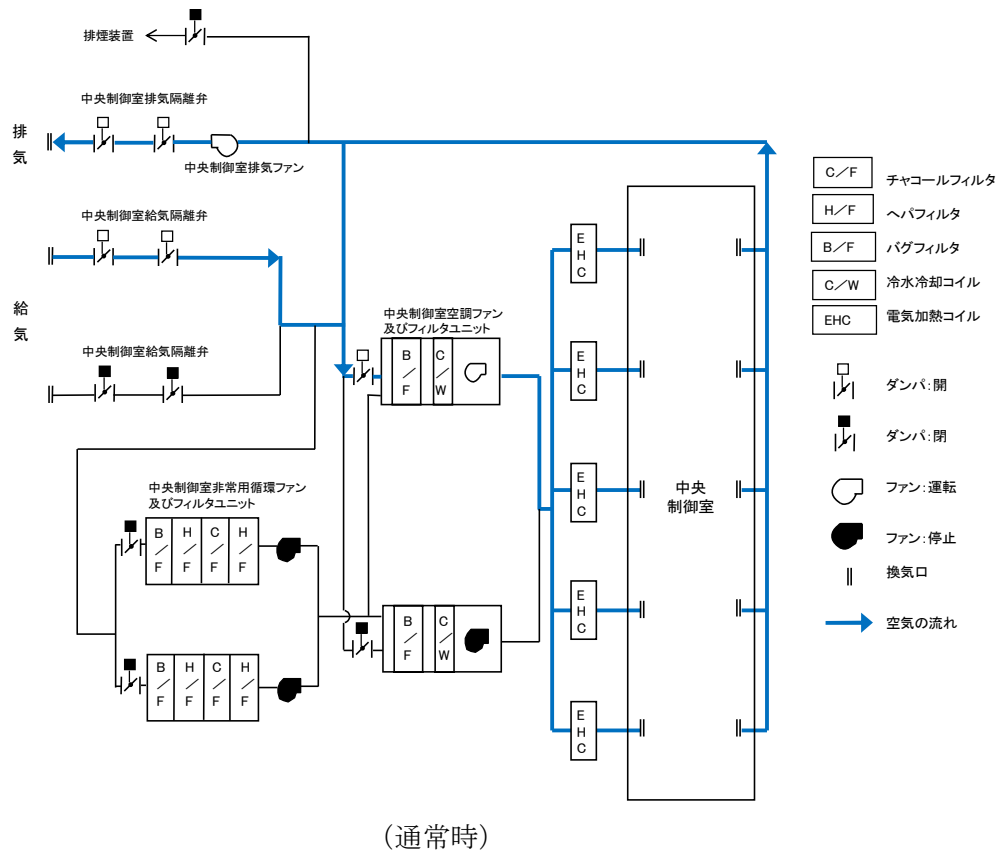 排煙装置
中央制御室排気隔離弁
排
気
中央制御室排気ファン
中央制御室給気隔離弁
給
気
中央制御室給気隔離弁
中央制御室空調ファン
及びフィルタユニット
B/F
C/W
中央制御室非常用循環ファン
及びフィルタユニット
B/F
H/F
C/F
H/F
B/F
H/F
C/F
H/F
B/F
C/W
EHC
EHC
EHC
EHC
EHC
中央
制御室
C/F
チャコールフィルタ
H/F
ヘパフィルタ
B/F
バグフィルタ
C/W
冷水冷却コイル
EHC
電気加熱コイル
ダンパ:開
ダンパ:閉
ファン:運転
ファン:停止
換気口
空気の流れ
(通常時)